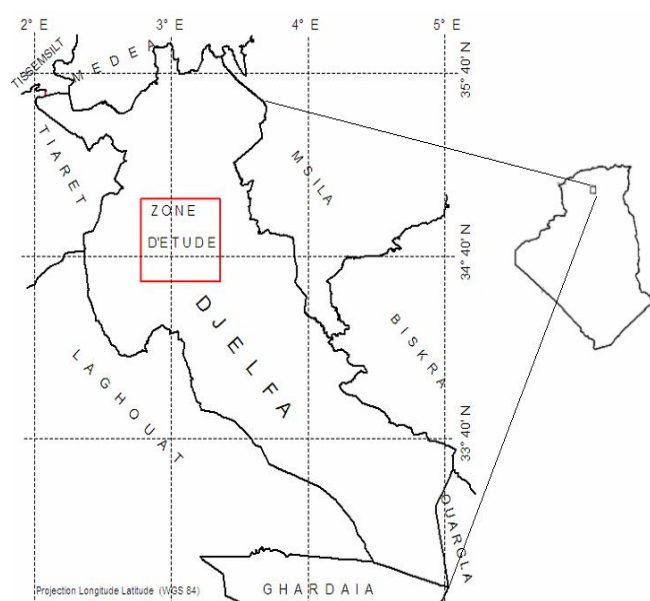 2° E
3° E
4° E
5° E
TISSEMSILT
MEDEA
35° 40' N
TIARET
MSILA
ZONE
D'ETUDE
34° 40' N
DJELFA
BISKRA
LAGHOUAT
33° 40' N
OUARGLA
Projection Longitude Latitude (WGS 84)
GHARDAIA